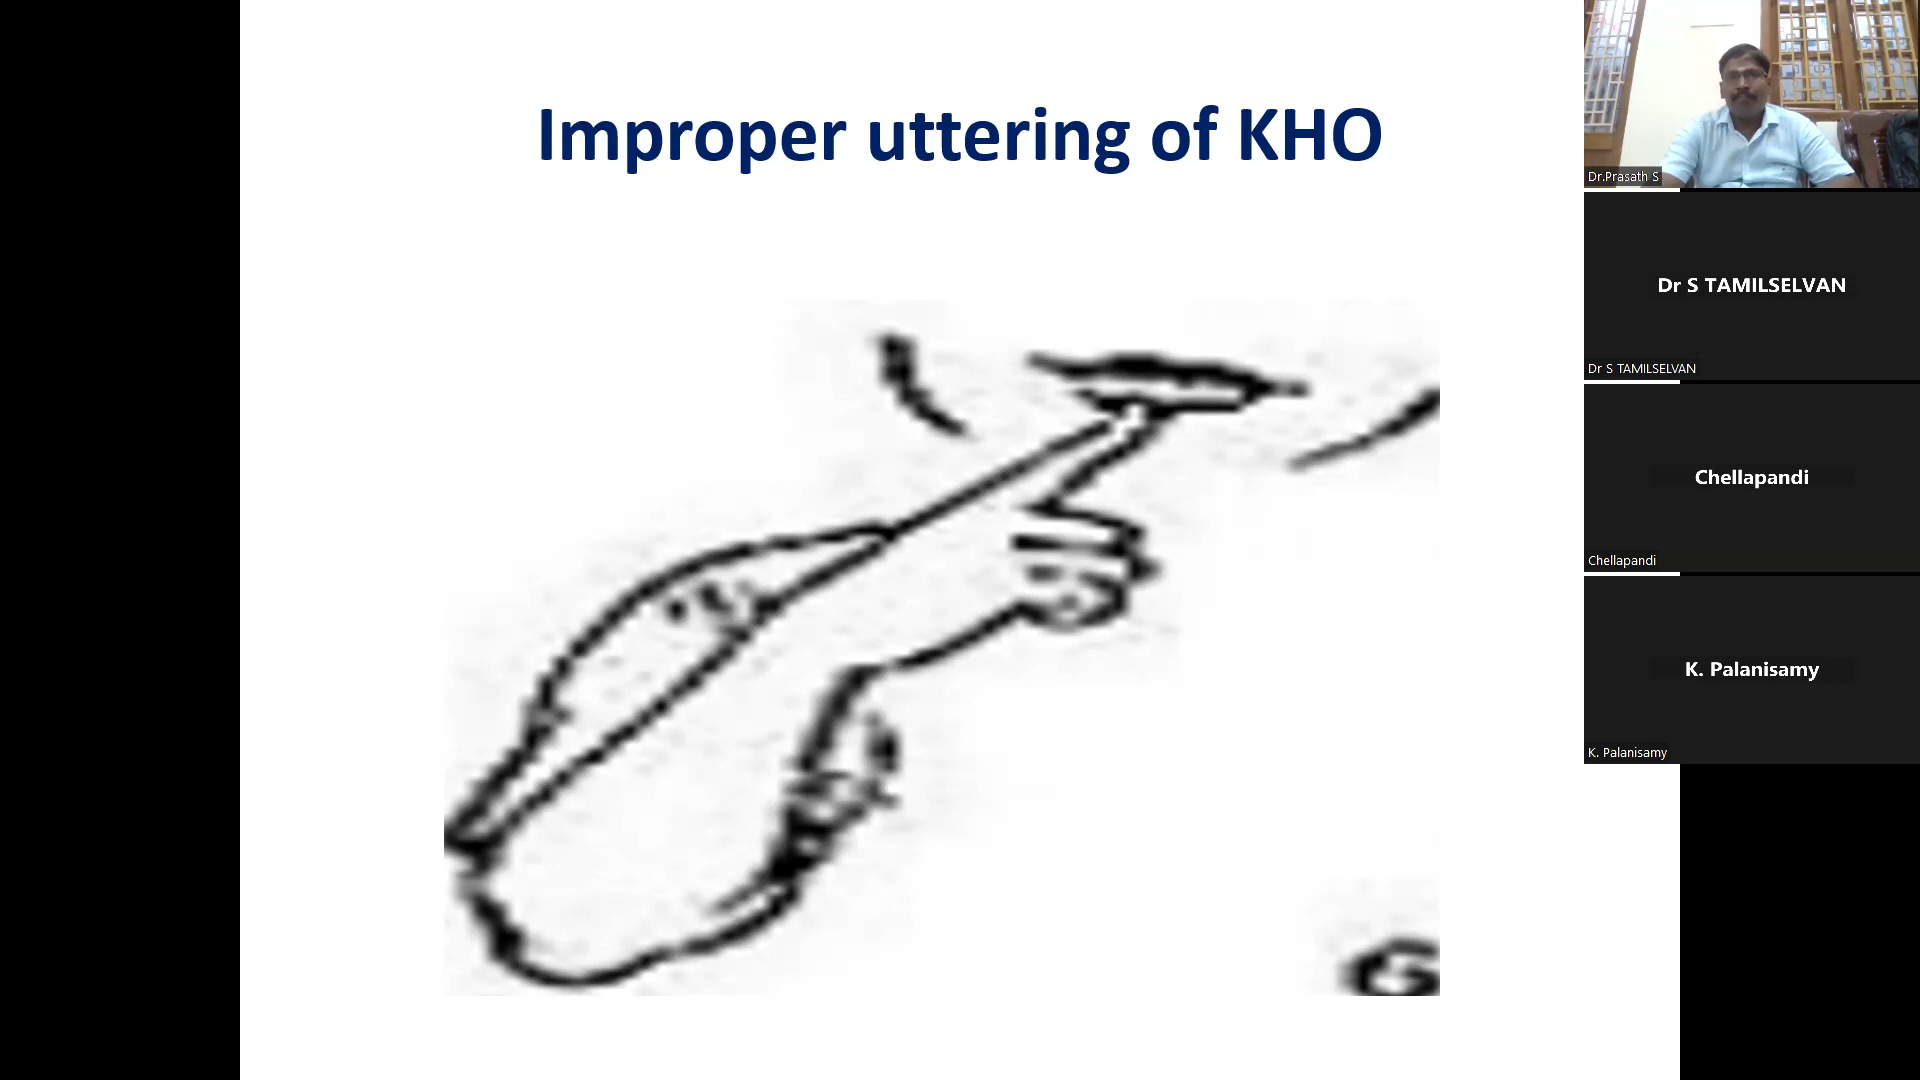 Improper uttering of KHO
Dr.Prasath S
Dr S TAMILSELVAN
Dr S TAMILSELVAN
Chellapandi
Chellapandi
K. Palanisamy
K. Palanisamy